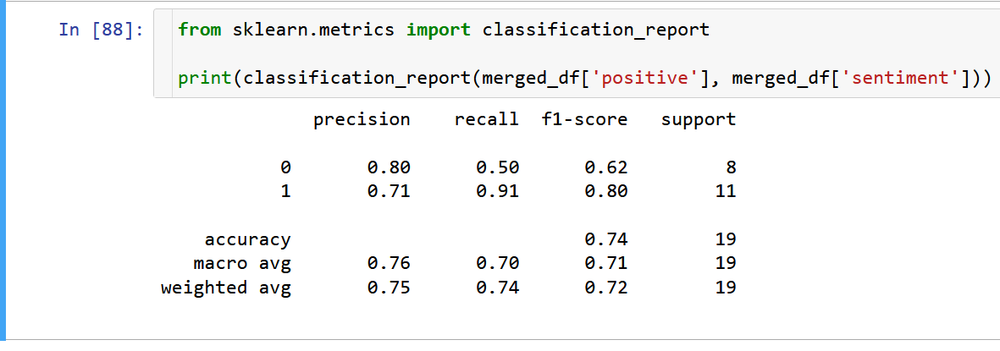 In [88]: from sklearn.metrics import classification_report
print(classification_report(merged_df['positive'], merged_df['sentiment']))
precision recall f1-score support
0 0.80 0.50 0.62 8
1 0.71 0.91 0.80 11
accuracy 0.74 19
macro avg 0.76 0.70 0.71 19
weighted avg 0.75 0.74 0.72 19